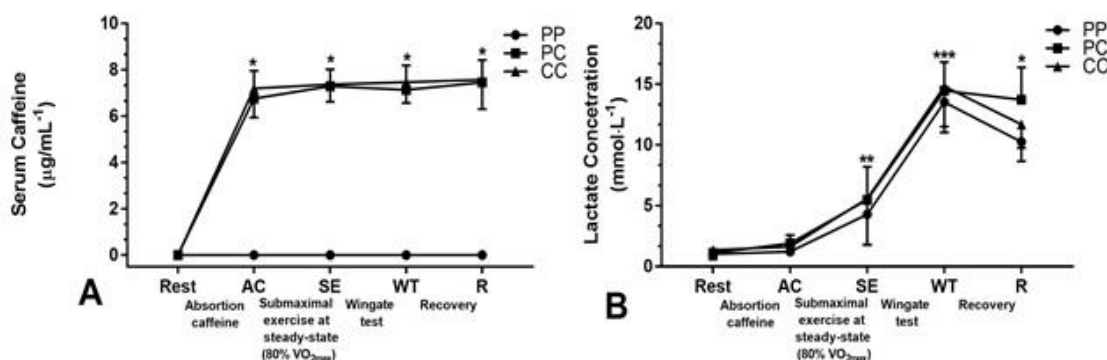 Serum Caffeine
(μg/mL⁻¹)
10
8
6
4
2
0
*
*
*
*
PP
PC
CC
Rest
AC
SE
WT
R
Absortion
caffeine
Submaximal
exercise at
steady-state
(80% VO₂ₘₐₓ)
Wingate
test
Recovery
A
Lactate Concetration
(mmol·L⁻¹)
20
15
10
5
0
**
***
*
PP
PC
CC
Rest
AC
SE
WT
R
Absortion
caffeine
Submaximal
exercise at
steady-state
(80% VO₂ₘₐₓ)
Wingate
test
Recovery
B